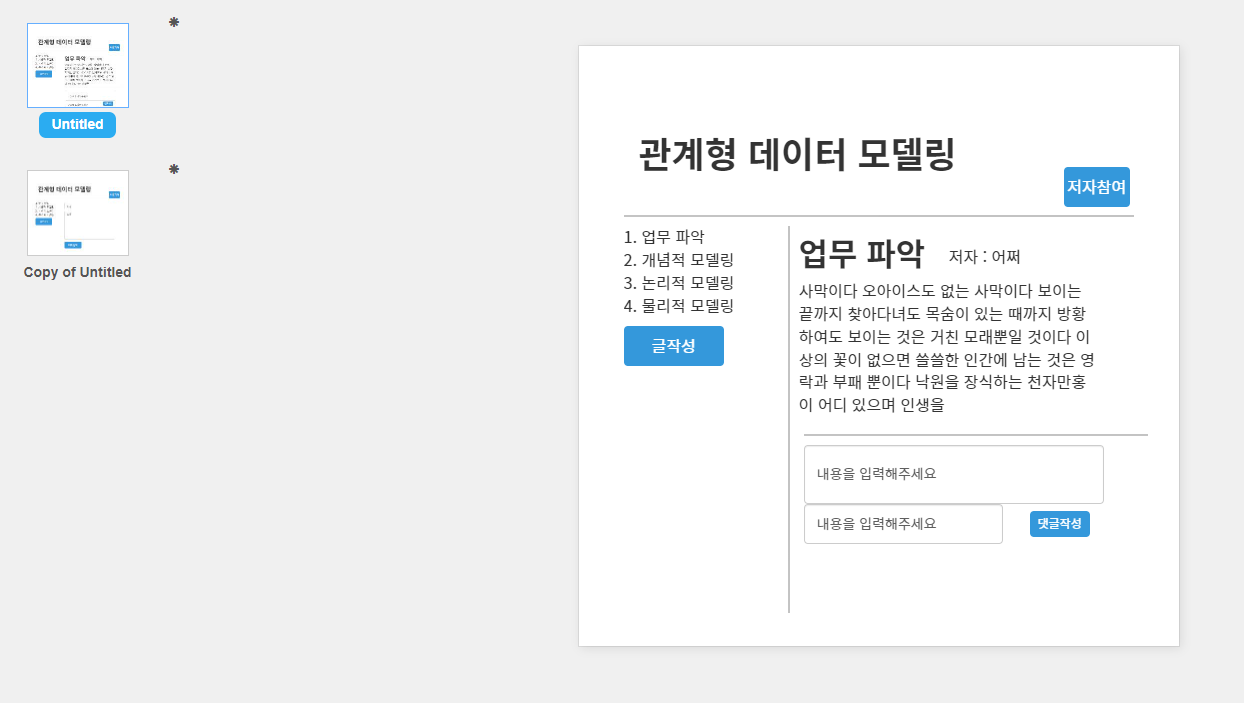 Untitled
Copy of Untitled
관계형 데이터 모델링
저자참여
1. 업무 파악
2. 개념적 모델링
3. 논리적 모델링
4. 물리적 모델링
글작성
업무 파악 저자 : 어쩌
사막이다 오아이스도 없는 사막이다 보이는
끝까지 찾아다녀도 목숨이 있는 때까지 방황
하여도 보이는 것은 거친 모래뿐일 것이다 이
상의 꽃이 없으면 쓸쓸한 인간에 남는 것은 영
락과 부패 뿐이다 낙원을 장식하는 천자만홍
이 어디 있으며 인생을
내용을 입력해주세요
내용을 입력해주세요 댓글작성